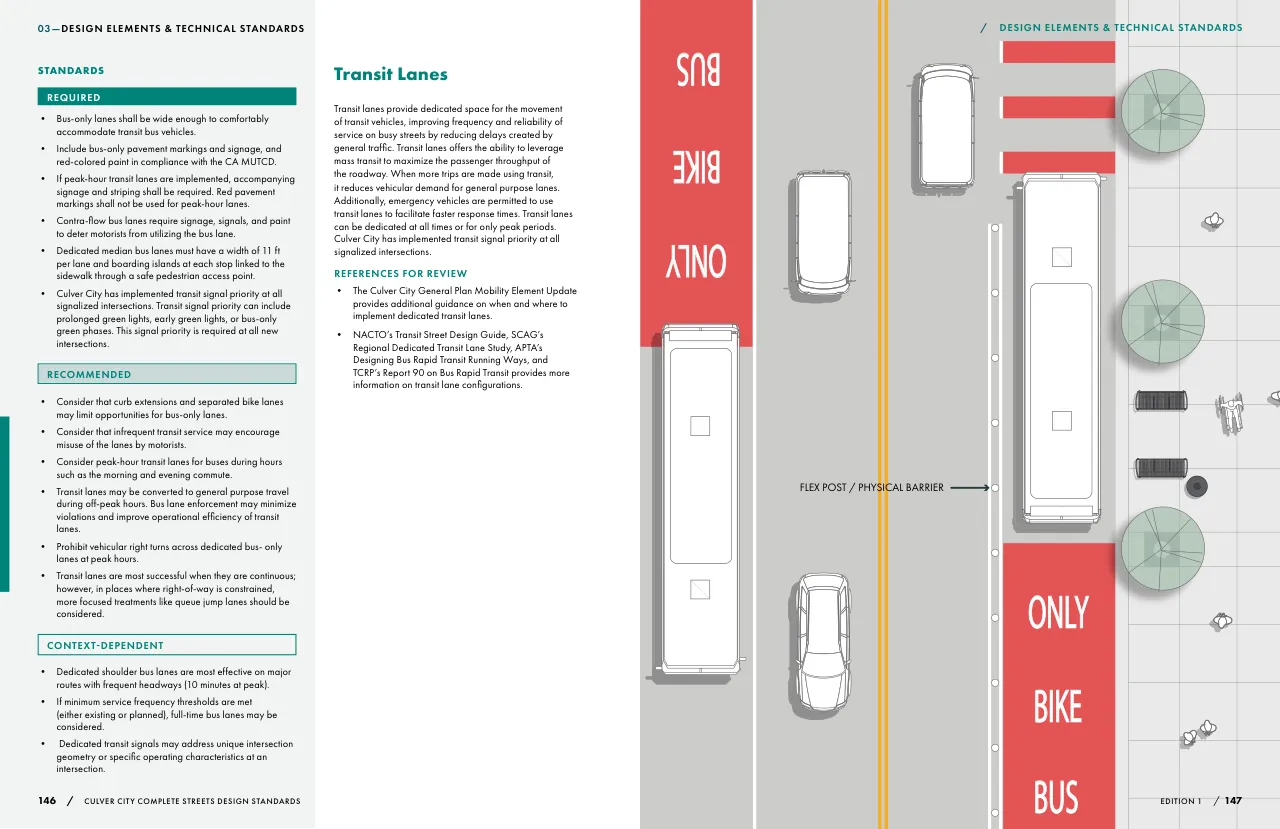 03—DESIGN ELEMENTS & TECHNICAL STANDARDS
STANDARDS
REQUIRED
• Bus-only lanes shall be wide enough to comfortably
accommodate transit bus vehicles.
• Include bus-only pavement markings and signage, and
red-colored paint in compliance with the CA MUTCD.
• If peak-hour transit lanes are implemented, accompanying
signage and striping shall be required. Red pavement
markings shall not be used for peak-hour lanes.
• Contra-flow bus lanes require signage, signals, and paint
to deter motorists from utilizing the bus lane.
• Dedicated median bus lanes must have a width of 11 ft
per lane and boarding islands at each stop linked to the
sidewalk through a safe pedestrian access point.
• Culver City has implemented transit signal priority at all
signalized intersections. Transit signal priority can include
prolonged green lights, early green lights, or bus-only
green phases. This signal priority is required at all new
intersections.
RECOMMENDED
• Consider that curb extensions and separated bike lanes
may limit opportunities for bus-only lanes.
• Consider that infrequent transit service may encourage
misuse of the lanes by motorists.
• Consider peak-hour transit lanes for buses during hours
such as the morning and evening commute.
• Transit lanes may be converted to general purpose travel
during off-peak hours. Bus lane enforcement may minimize
violations and improve operational efficiency of transit
lanes.
• Prohibit vehicular right turns across dedicated bus- only
lanes at peak hours.
• Transit lanes are most successful when they are continuous;
however, in places where right-of-way is constrained,
more focused treatments like queue jump lanes should be
considered.
CONTEXT-DEPENDENT
• Dedicated shoulder bus lanes are most effective on major
routes with frequent headways (10 minutes at peak).
• If minimum service frequency thresholds are met
(either existing or planned), full-time bus lanes may be
considered.
• Dedicated transit signals may address unique intersection
geometry or specific operating characteristics at an
intersection.
146 / CULVER CITY COMPLETE STREETS DESIGN STANDARDS
Transit Lanes
Transit lanes provide dedicated space for the movement
of transit vehicles, improving frequency and reliability of
service on busy streets by reducing delays created by
general traffic. Transit lanes offers the ability to leverage
mass transit to maximize the passenger throughput of
the roadway. When more trips are made using transit,
it reduces vehicular demand for general purpose lanes.
Additionally, emergency vehicles are permitted to use
transit lanes to facilitate faster response times. Transit lanes
can be dedicated at all times or for only peak periods.
Culver City has implemented transit signal priority at all
signalized intersections.
REFERENCES FOR REVIEW
• The Culver City General Plan Mobility Element Update
provides additional guidance on when and where to
implement dedicated transit lanes.
• NACTO’s Transit Street Design Guide, SCAG’s
Regional Dedicated Transit Lane Study, APTA’s
Designing Bus Rapid Transit Running Ways, and
TCRP’s Report 90 on Bus Rapid Transit provides more
information on transit lane configurations.
/ DESIGN ELEMENTS & TECHNICAL STANDARDS
BUS
BIKE
ONLY
FLEX POST / PHYSICAL BARRIER
ONLY
BIKE
BUS
EDITION 1 / 147